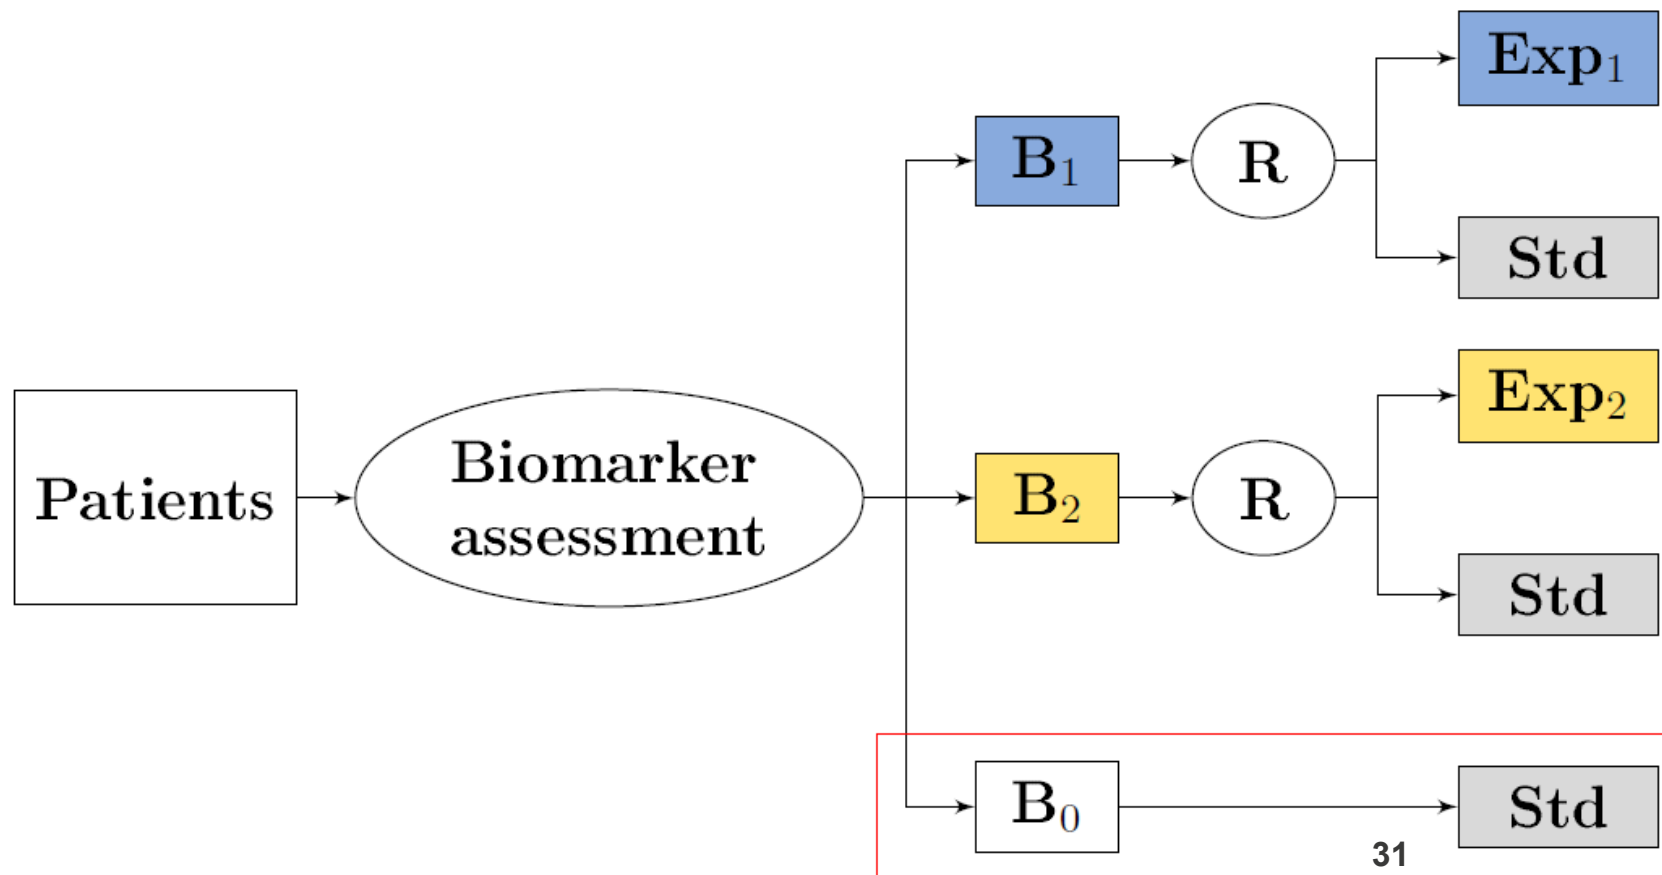 Exp₁
B₁
R
Std
Exp₂
Patients
Biomarker
assessment
B₂
R
Std
B₀
Std
31